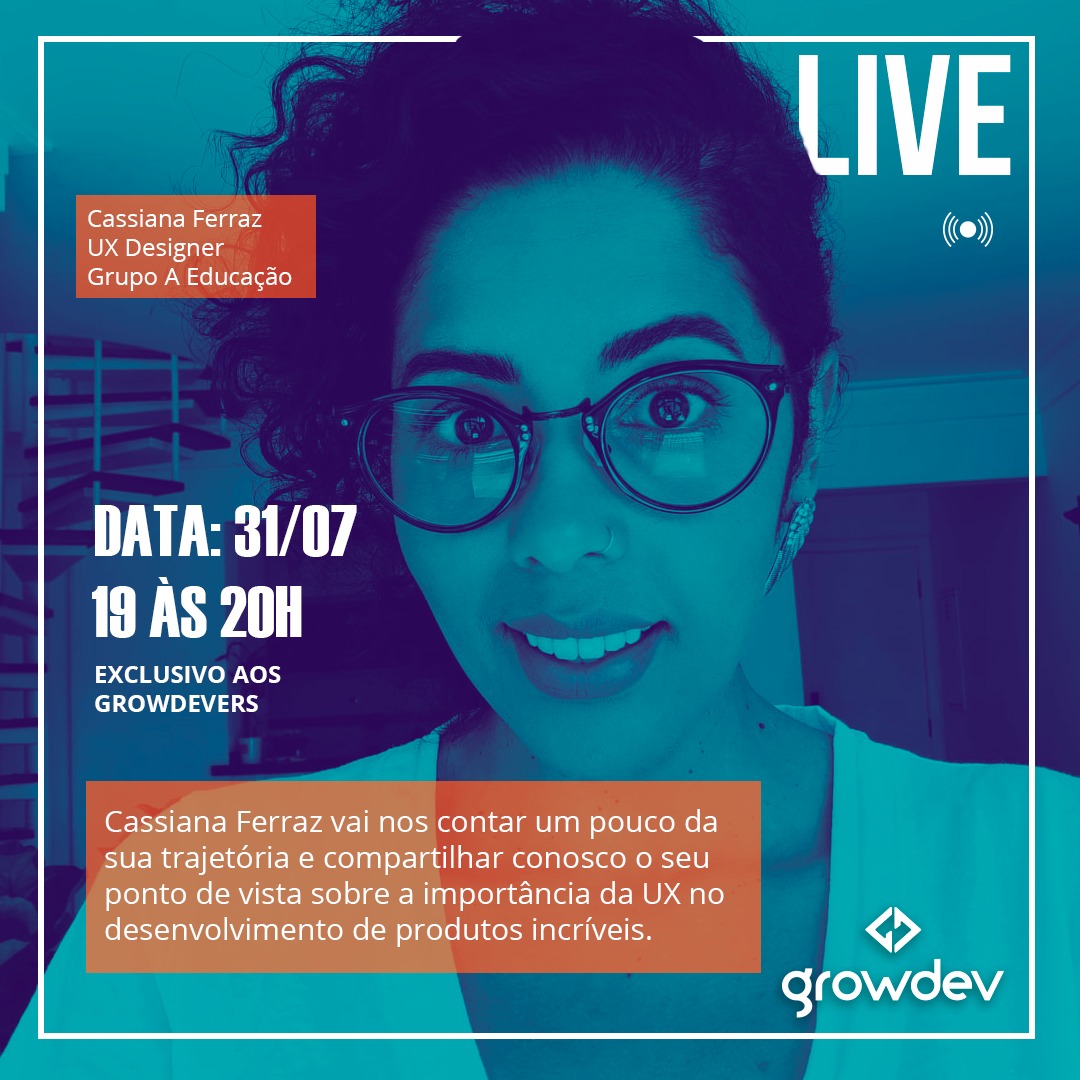 LIVE
Cassiana Ferraz
UX Designer
Grupo A Educação
DATA: 31/07
19 ÀS 20H
EXCLUSIVO AOS
GROWDEVERS
Cassiana Ferraz vai nos contar um pouco da
sua trajetória e compartilhar conosco o seu
ponto de vista sobre a importância da UX no
desenvolvimento de produtos incríveis.
growdev